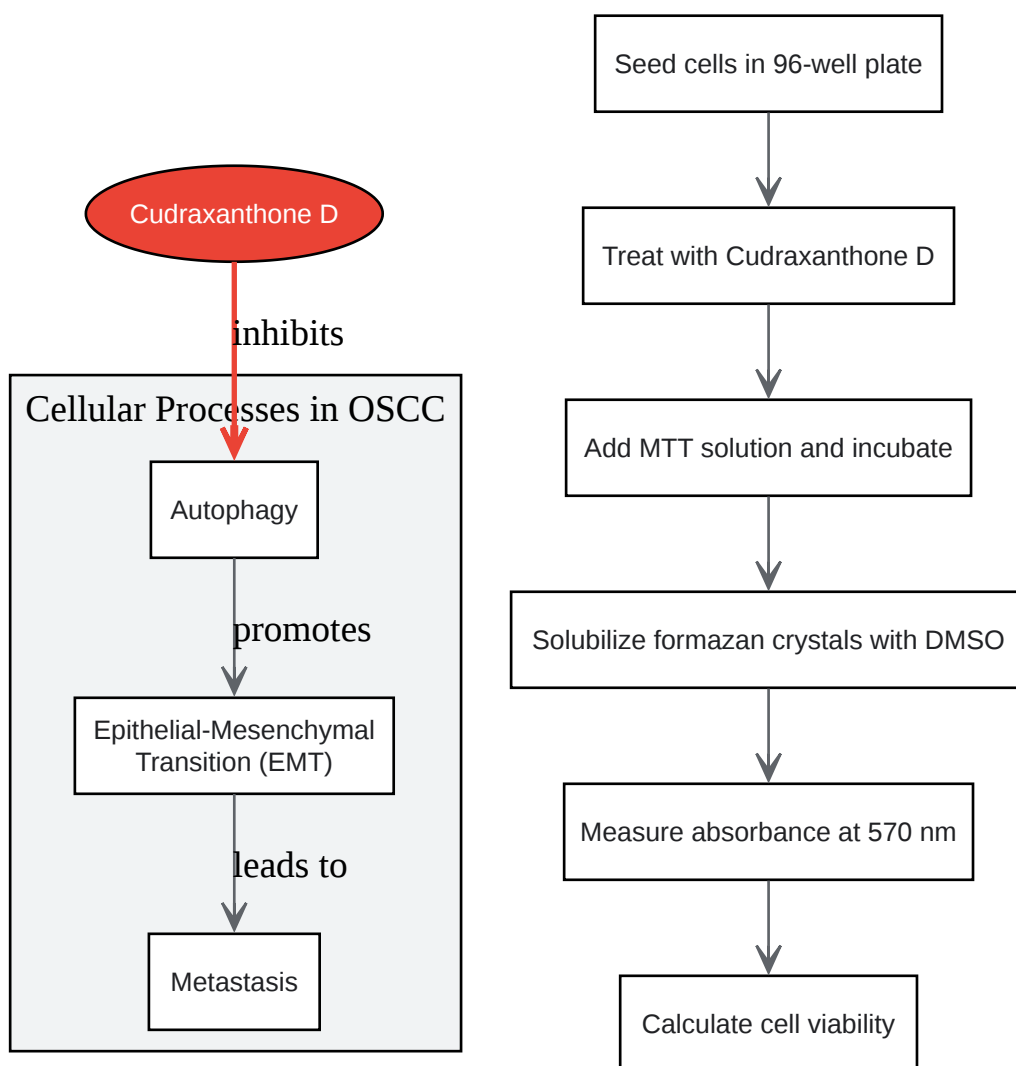 Cudraxanthone D
inhibits
Cellular Processes in OSCC
Autophagy
promotes
Epithelial-Mesenchymal
Transition (EMT)
leads to
Metastasis
Seed cells in 96-well plate
Treat with Cudraxanthone D
Add MTT solution and incubate
Solubilize formazan crystals with DMSO
Measure absorbance at 570 nm
Calculate cell viability